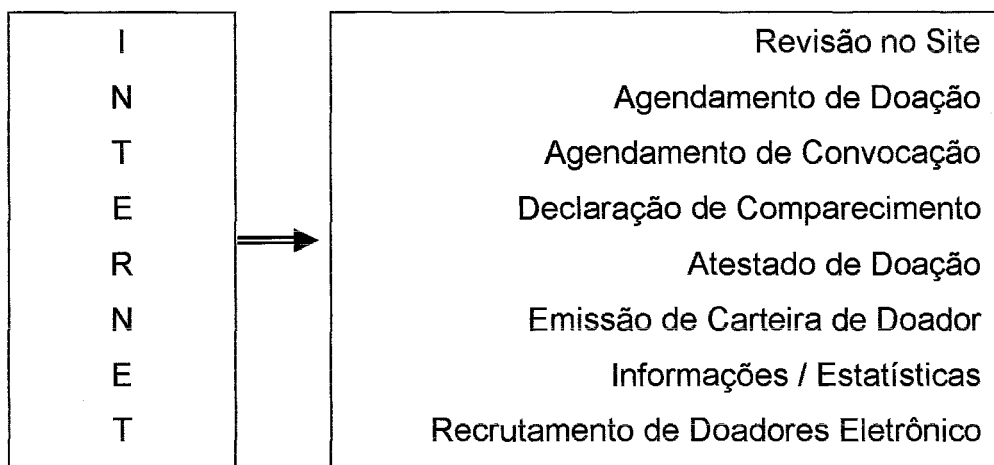 I
N
T
E
R
N
E
T
Revisão no Site
Agendamento de Doação
Agendamento de Convocação
Declaração de Comparecimento
Atestado de Doação
Emissão de Carteira de Doador
Informações / Estatísticas
Recrutamento de Doadores Eletrônico